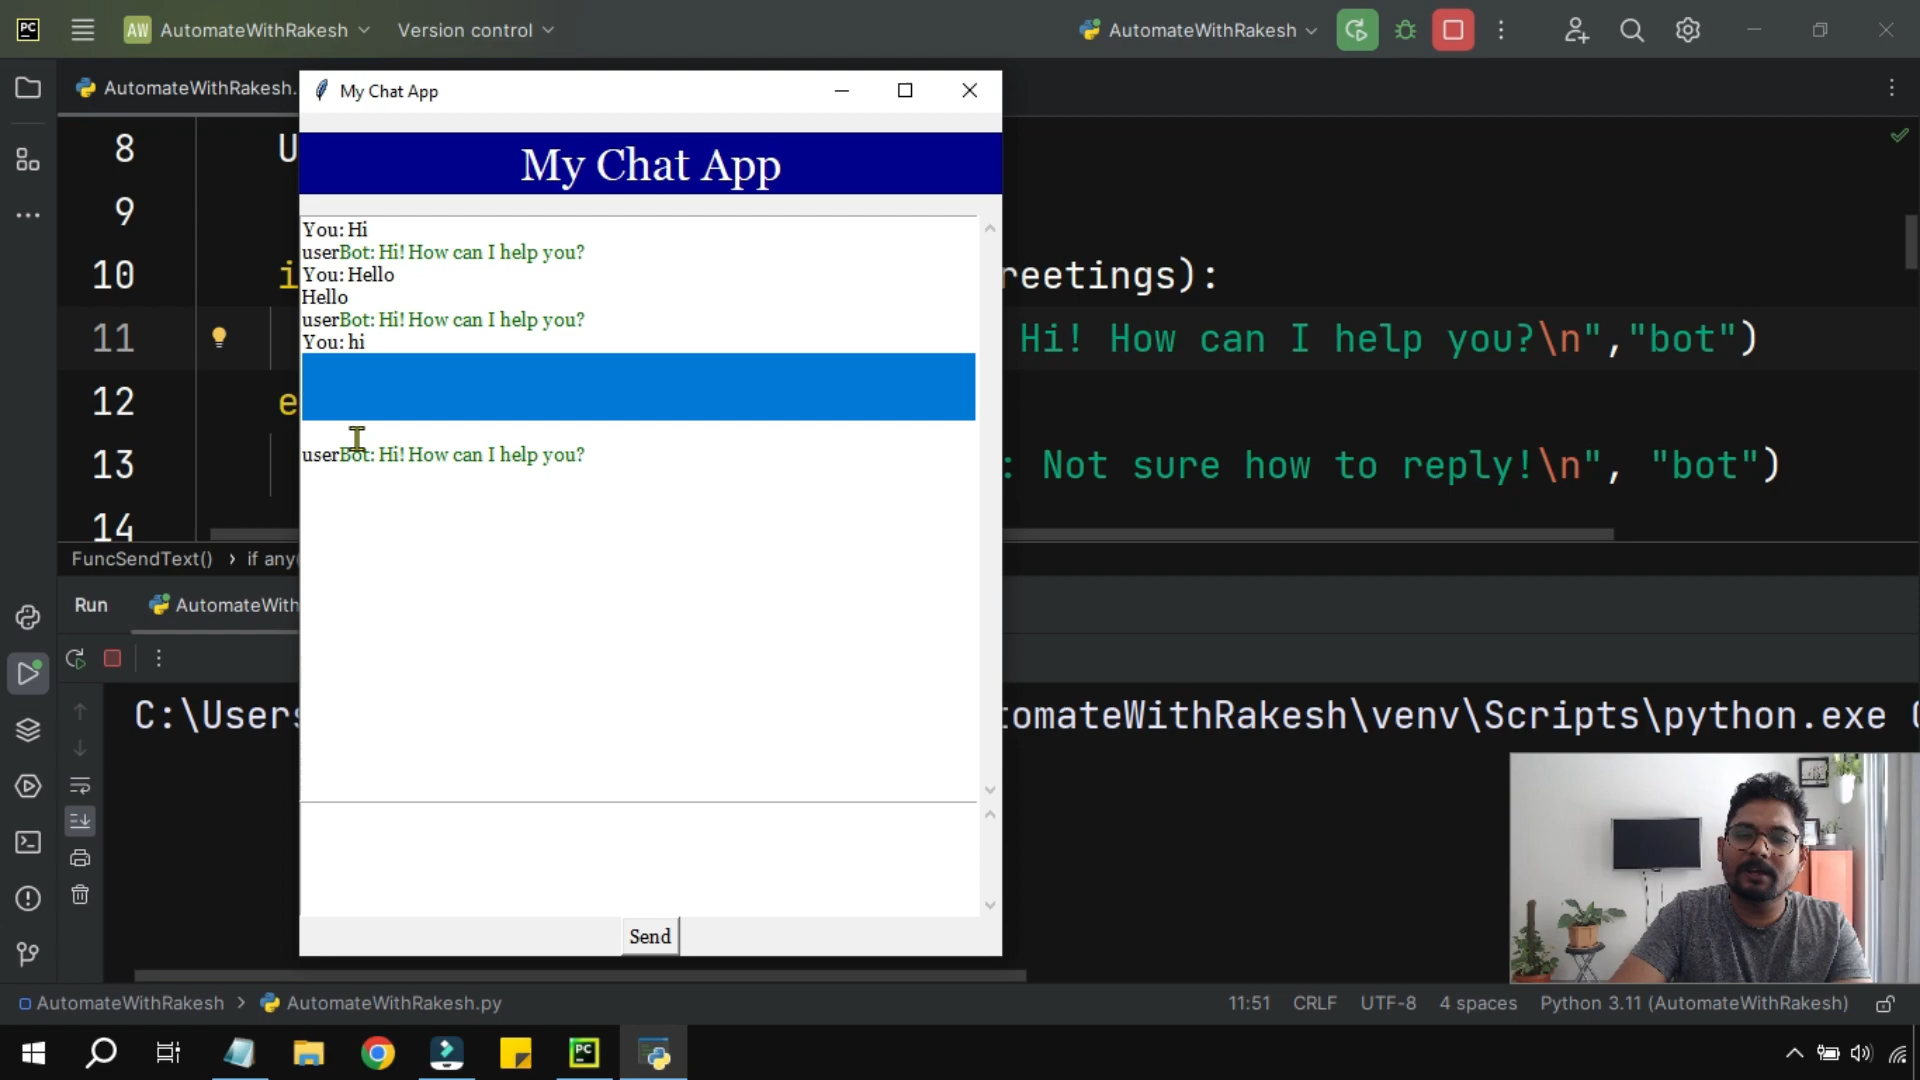 PC
AW AutomateWithRakesh
Version control
AutomateWithRakesh
AutomateWithRakesh.
My Chat App
My Chat App
8 U
9
10 i reetings):
11 Hi! How can I help you?\n","bot")
12 e
13 : Not sure how to reply!\n", "bot")
14
You: Hi
userBot: Hi! How can I help you?
You: Hello
Hello
userBot: Hi! How can I help you?
You: hi
userBot: Hi! How can I help you?
Send
FuncSendText() › if any(
Run AutomateWith
C:\Users tomateWithRakesh\venv\Scripts\python.exe
AutomateWithRakesh > AutomateWithRakesh.py
11:51 CRLF UTF-8 4 spaces Python 3.11 (AutomateWithRakesh)
PC